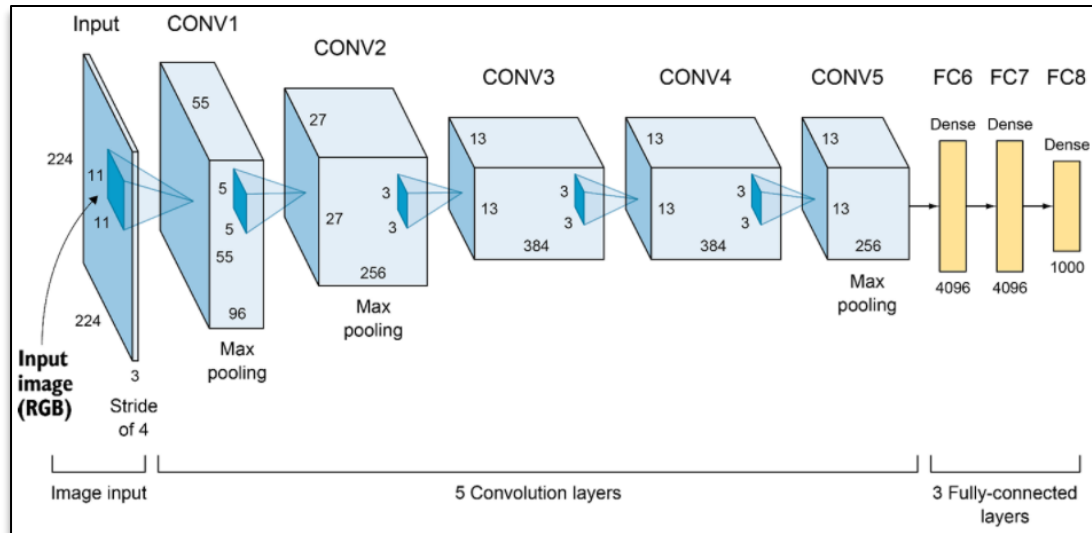 Input
CONV1
CONV2
CONV3
CONV4
CONV5
FC6
FC7
FC8
Dense
Dense
Dense
224
11
11
224
3
Stride
of 4
Input
image
(RGB)
55
5
5
55
96
Max
pooling
27
27
3
3
256
Max
pooling
13
13
3
3
384
13
13
3
3
384
13
13
256
Max
pooling
4096
4096
1000
Image input
5 Convolution layers
3 Fully-connected
layers